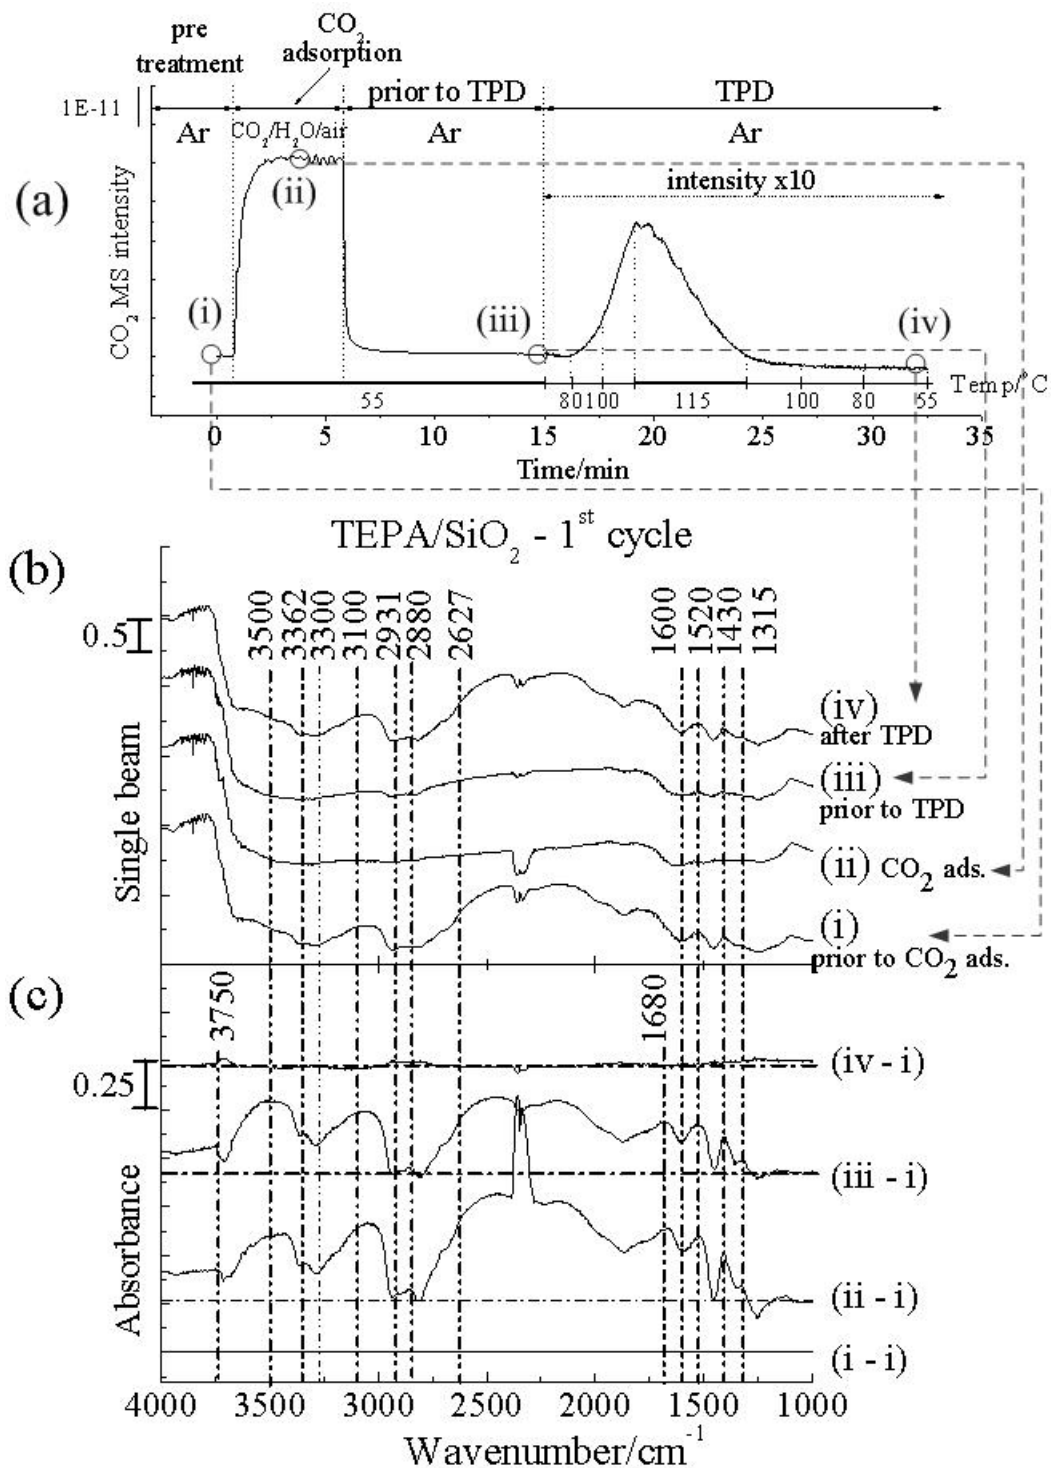 pre
treatment
CO2
adsorption
prior to TPD
TPD
1E-11
Ar
CO2/H2O/air
Ar
Ar
(a)
CO2 MS intensity
intensity x10
(i)
(ii)
(iii)
(iv)
55
80
100
115
100
80
55
Temp/°C
0 5 10 15 20 25 30 35
Time/min
TEPA/SiO2 - 1st cycle
(b)
0.5
Single beam
3500 3362 3300 3100 2931 2880 2627 1600 1520 1430 1315
(iv)
after TPD
(iii)
prior to TPD
(ii) CO2 ads.
(i)
prior to CO2 ads.
(c)
3750
1680
0.25
Absorbance
(iv - i)
(iii - i)
(ii - i)
(i - i)
4000 3500 3000 2500 2000 1500 1000
Wavenumber/cm-1